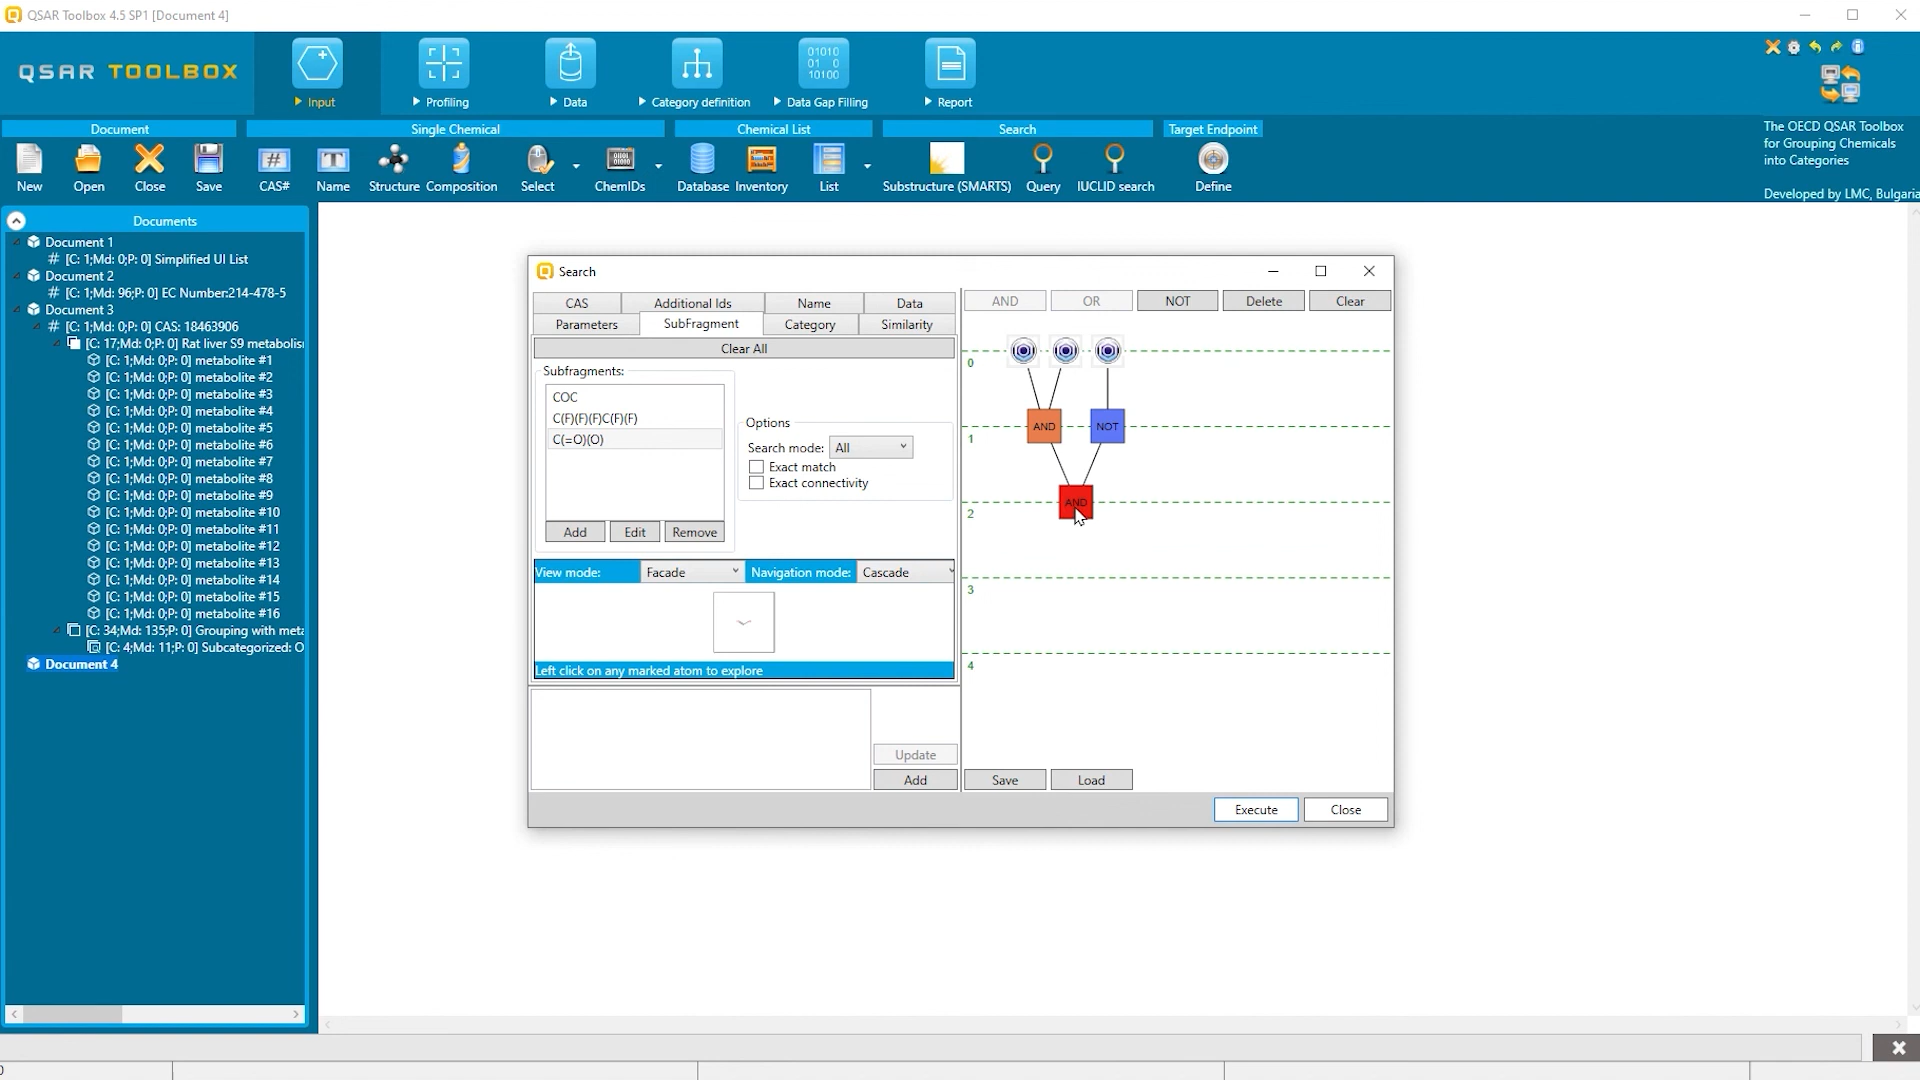 QSAR Toolbox 4.5 SP1 [Document 4]
QSAR TOOLBOX
Input
Profiling
Data
Category definition
Data Gap Filling
Report
01010
01 0
10100
Document
Single Chemical
Chemical List
Search
Target Endpoint
New
Open
Close
Save
CAS#
Name
Structure
Composition
Select
ChemIDs
Database
Inventory
List
Substructure (SMARTS)
Query
IUCLID search
Define
The OECD QSAR Toolbox
for Grouping Chemicals
into Categories
Developed by LMC, Bulgaria
Documents
Document 1
# [C: 1;Md: 0;P: 0] Simplified UI List
Document 2
# [C: 1;Md: 96;P: 0] EC Number:214-478-5
Document 3
# [C: 1;Md: 0;P: 0] CAS: 18463906
[C: 17;Md: 0;P: 0] Rat liver S9 metabolis
[C: 1;Md: 0;P: 0] metabolite #1
[C: 1;Md: 0;P: 0] metabolite #2
[C: 1;Md: 0;P: 0] metabolite #3
[C: 1;Md: 0;P: 0] metabolite #4
[C: 1;Md: 0;P: 0] metabolite #5
[C: 1;Md: 0;P: 0] metabolite #6
[C: 1;Md: 0;P: 0] metabolite #7
[C: 1;Md: 0;P: 0] metabolite #8
[C: 1;Md: 0;P: 0] metabolite #9
[C: 1;Md: 0;P: 0] metabolite #10
[C: 1;Md: 0;P: 0] metabolite #11
[C: 1;Md: 0;P: 0] metabolite #12
[C: 1;Md: 0;P: 0] metabolite #13
[C: 1;Md: 0;P: 0] metabolite #14
[C: 1;Md: 0;P: 0] metabolite #15
[C: 1;Md: 0;P: 0] metabolite #16
[C: 34;Md: 135;P: 0] Grouping with meta
[C: 4;Md: 11;P: 0] Subcategorized: O
Document 4
Search
CAS
Additional Ids
Name
Data
Parameters
SubFragment
Category
Similarity
Clear All
Subfragments:
COC
C(F)(F)(F)C(F)(F)
C(=O)(O)
Add
Edit
Remove
Options
Search mode: All
Exact match
Exact connectivity
View mode: Facade
Navigation mode: Cascade
Left click on any marked atom to explore
Update
Add
AND
OR
NOT
Delete
Clear
0
1
AND
NOT
2
AND
3
4
Save
Load
Execute
Close
0